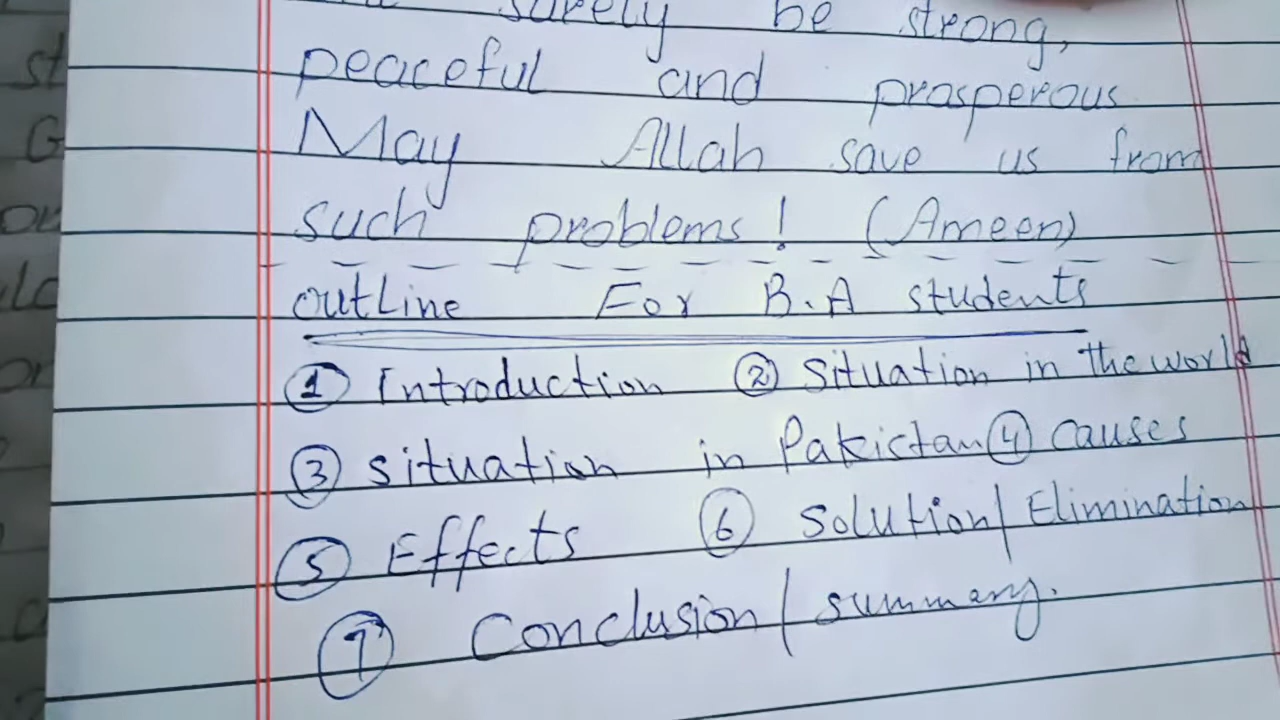 surely be strong,
peaceful and prosperous
May Allah save us from
such problems! (Ameen)
outline For B.A students
① Introduction ② Situation in the world
③ Situation in Pakistan ④ Causes
⑤ Effects ⑥ Solution/Elimination
⑦ Conclusion/summary.